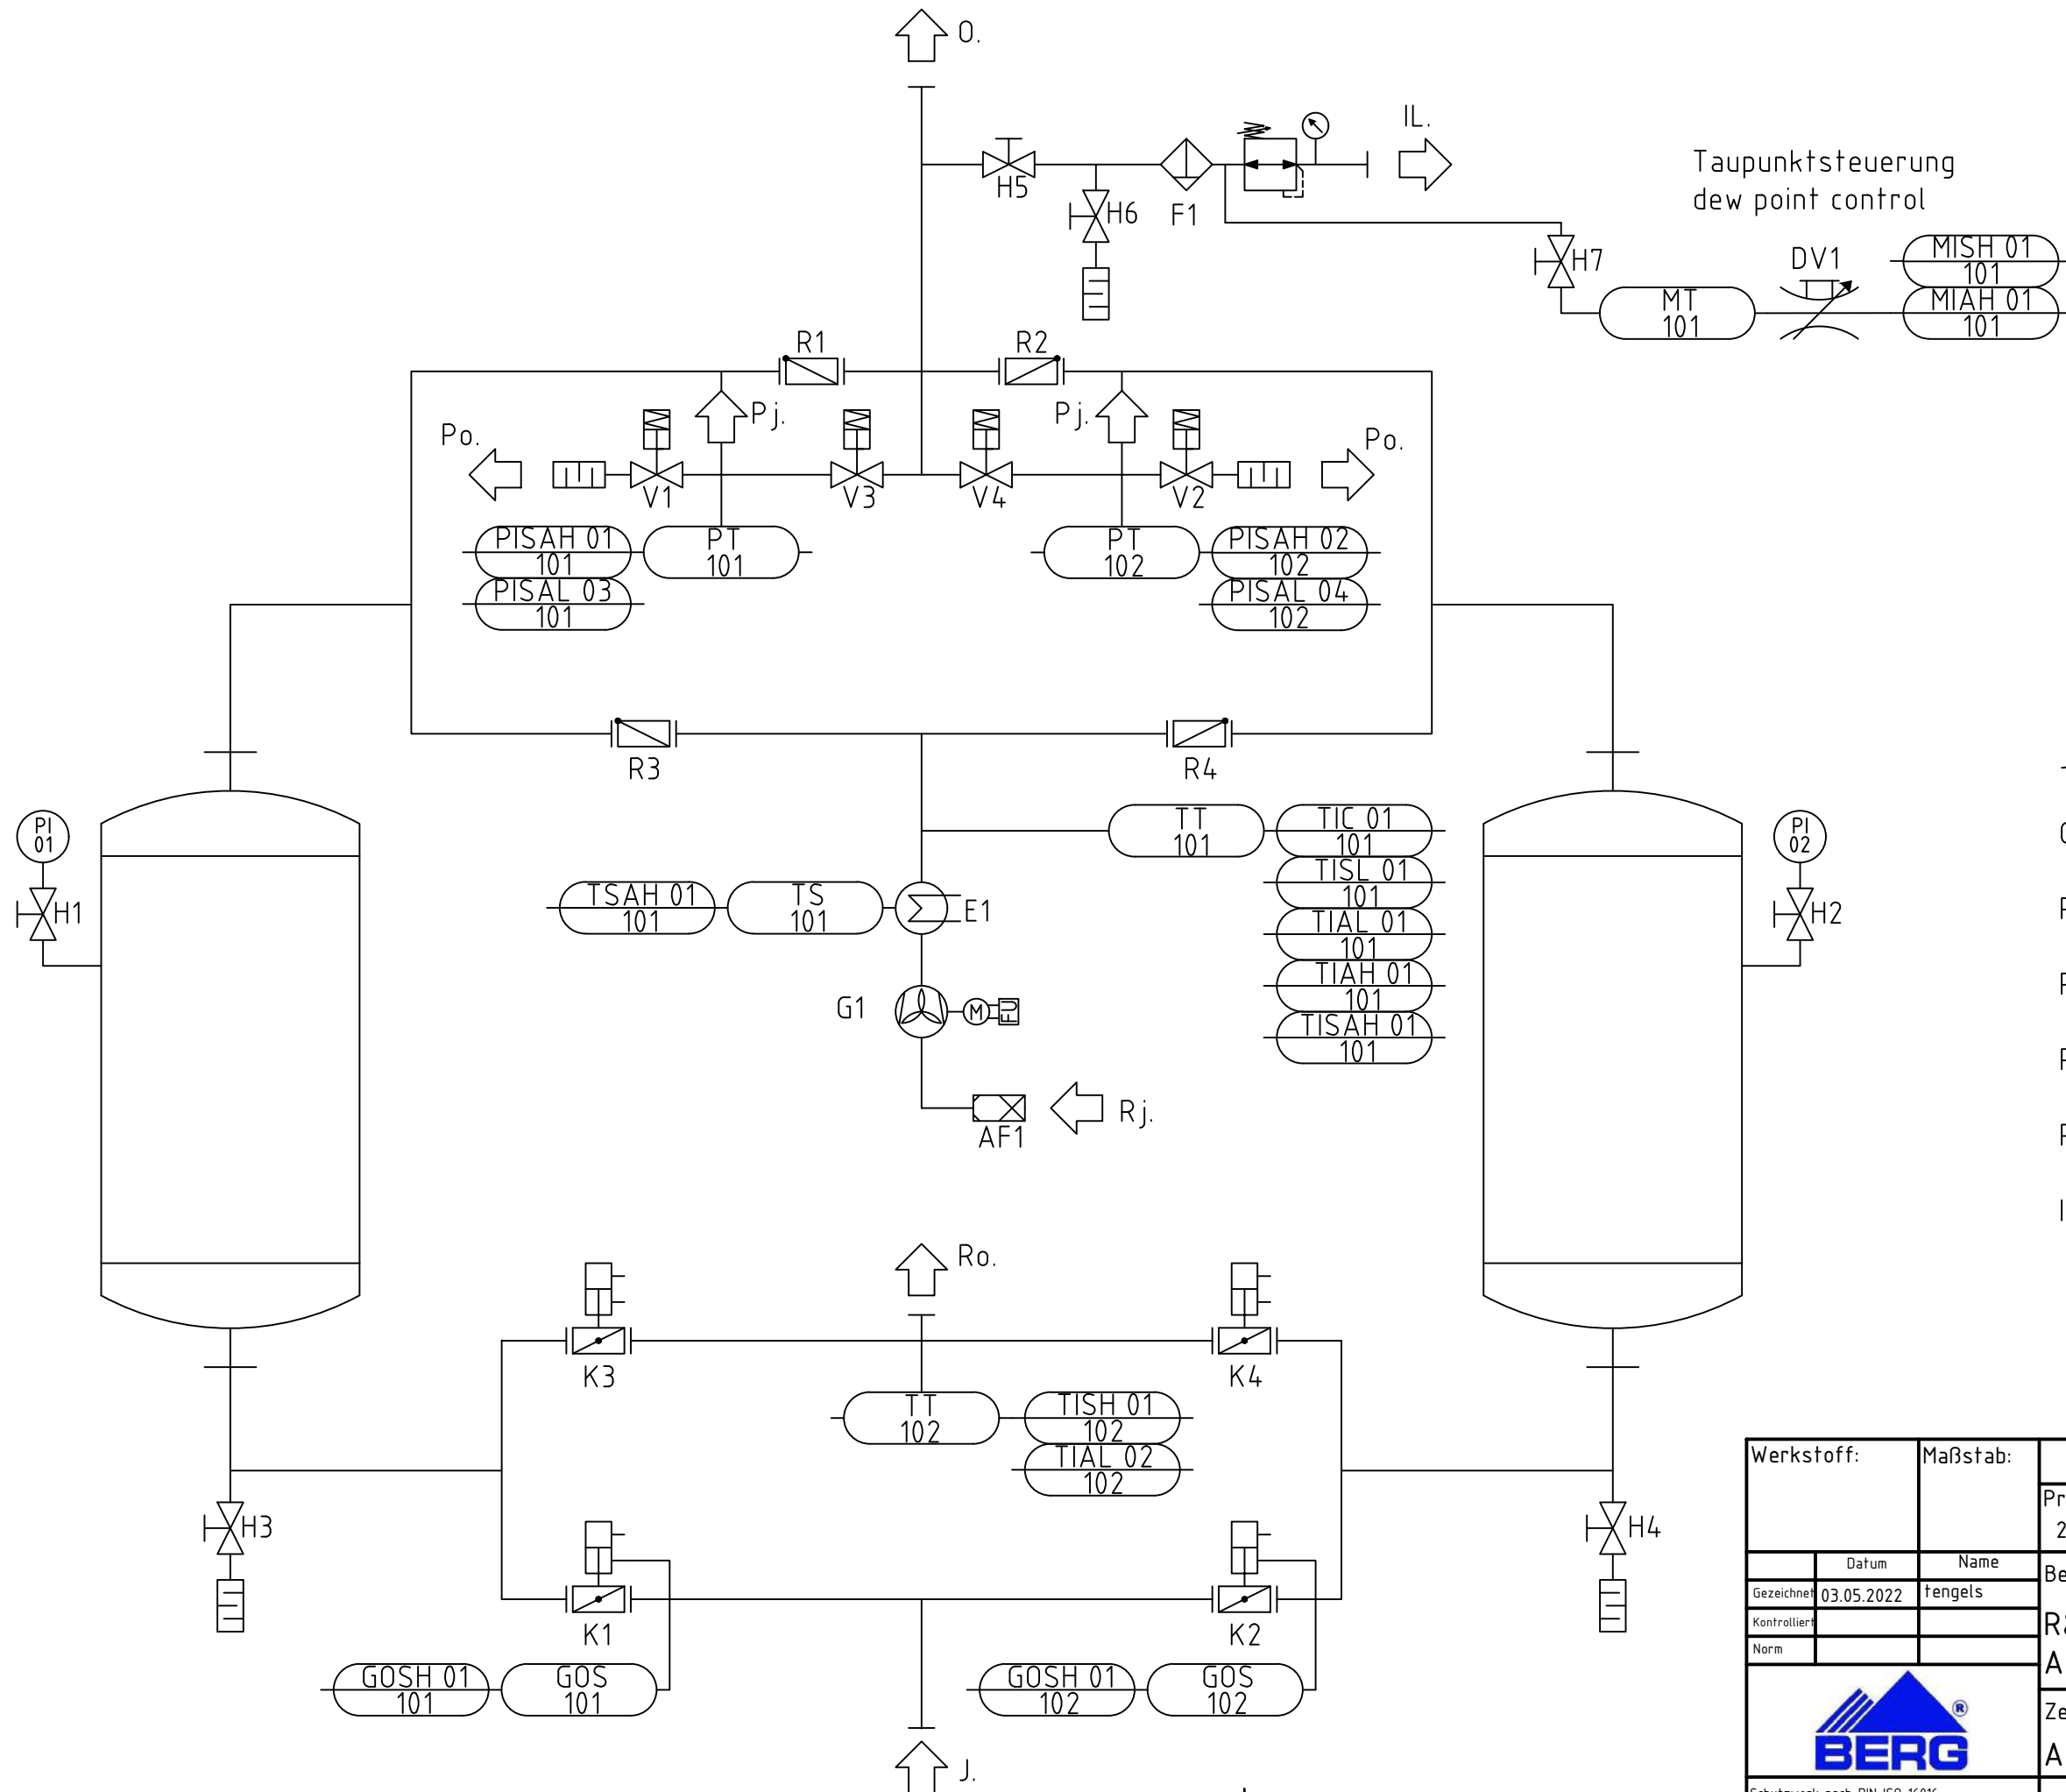 O.
IL.
H5
H6
F1
Taupunktsteuerung
dew point control
H7
DV1
MISH 01
101
MT
101
MIAH 01
101
R1
R2
Po.
Pj.
Pj.
Po.
V1
V3
V4
V2
PISAH 01
101
PT
101
PT
102
PISAH 02
102
PISAL 03
101
PISAL 04
102
R3
R4
PI
01
H1
TT
101
TIC 01
101
TISL 01
101
TSAH 01
101
TS
101
E1
TIAL 01
101
TIAH 01
101
TISAH 01
101
G1
M
FU
AF1
Rj.
PI
02
H2
Ro.
K3
K4
TT
102
TISH 01
102
TIAL 02
102
H3
H4
K1
K2
GOSH 01
101
GOS
101
GOSH 01
102
GOS
102
J.
Werkstoff:
Maßstab:
Datum
Name
Gezeichnet
03.05.2022
tengels
Kontrolliert
Norm
BERG
®